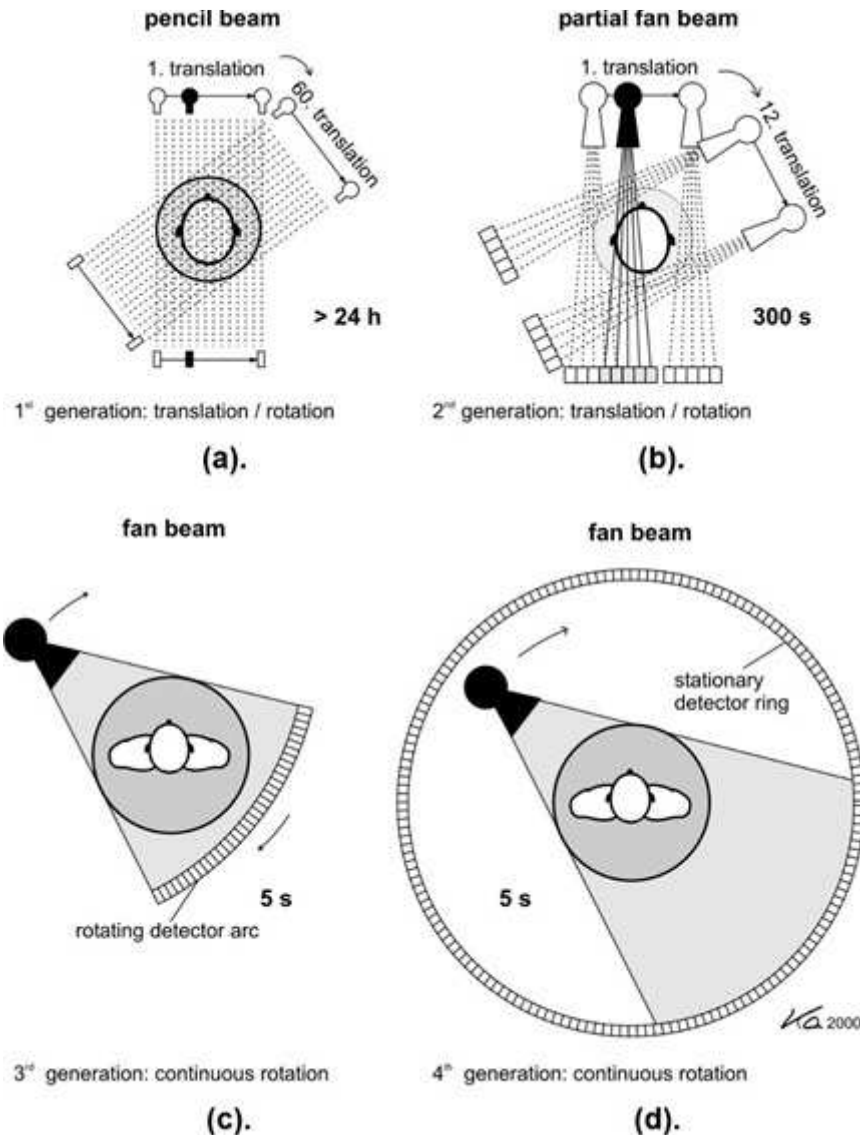 pencil beam
1. translation
60. translation
> 24 h
1st generation: translation / rotation
(a).
partial fan beam
1. translation
12. translation
300 s
2nd generation: translation / rotation
(b).
fan beam
5 s
rotating detector arc
3rd generation: continuous rotation
(c).
fan beam
stationary
detector ring
5 s
2000
4th generation: continuous rotation
(d).